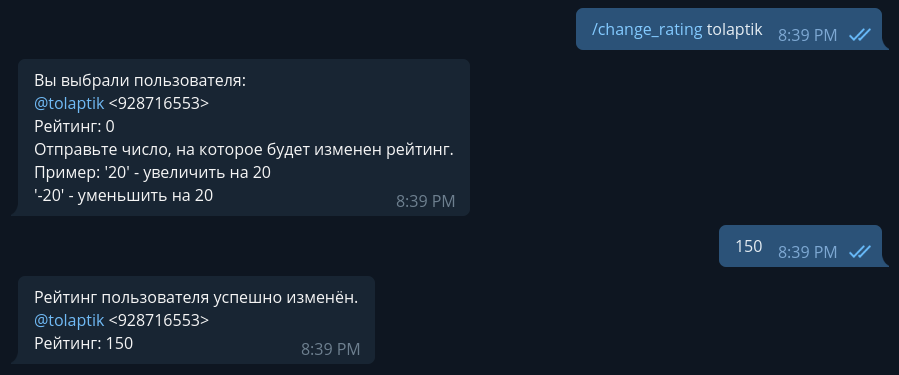 /change_rating tolaptik 8:39 PM
Вы выбрали пользователя:
@tolaptik <928716553>
Рейтинг: 0
Отправьте число, на которое будет изменен рейтинг.
Пример: '20' - увеличить на 20
'-20' - уменьшить на 20
8:39 PM
150 8:39 PM
Рейтинг пользователя успешно изменён.
@tolaptik <928716553>
Рейтинг: 150
8:39 PM